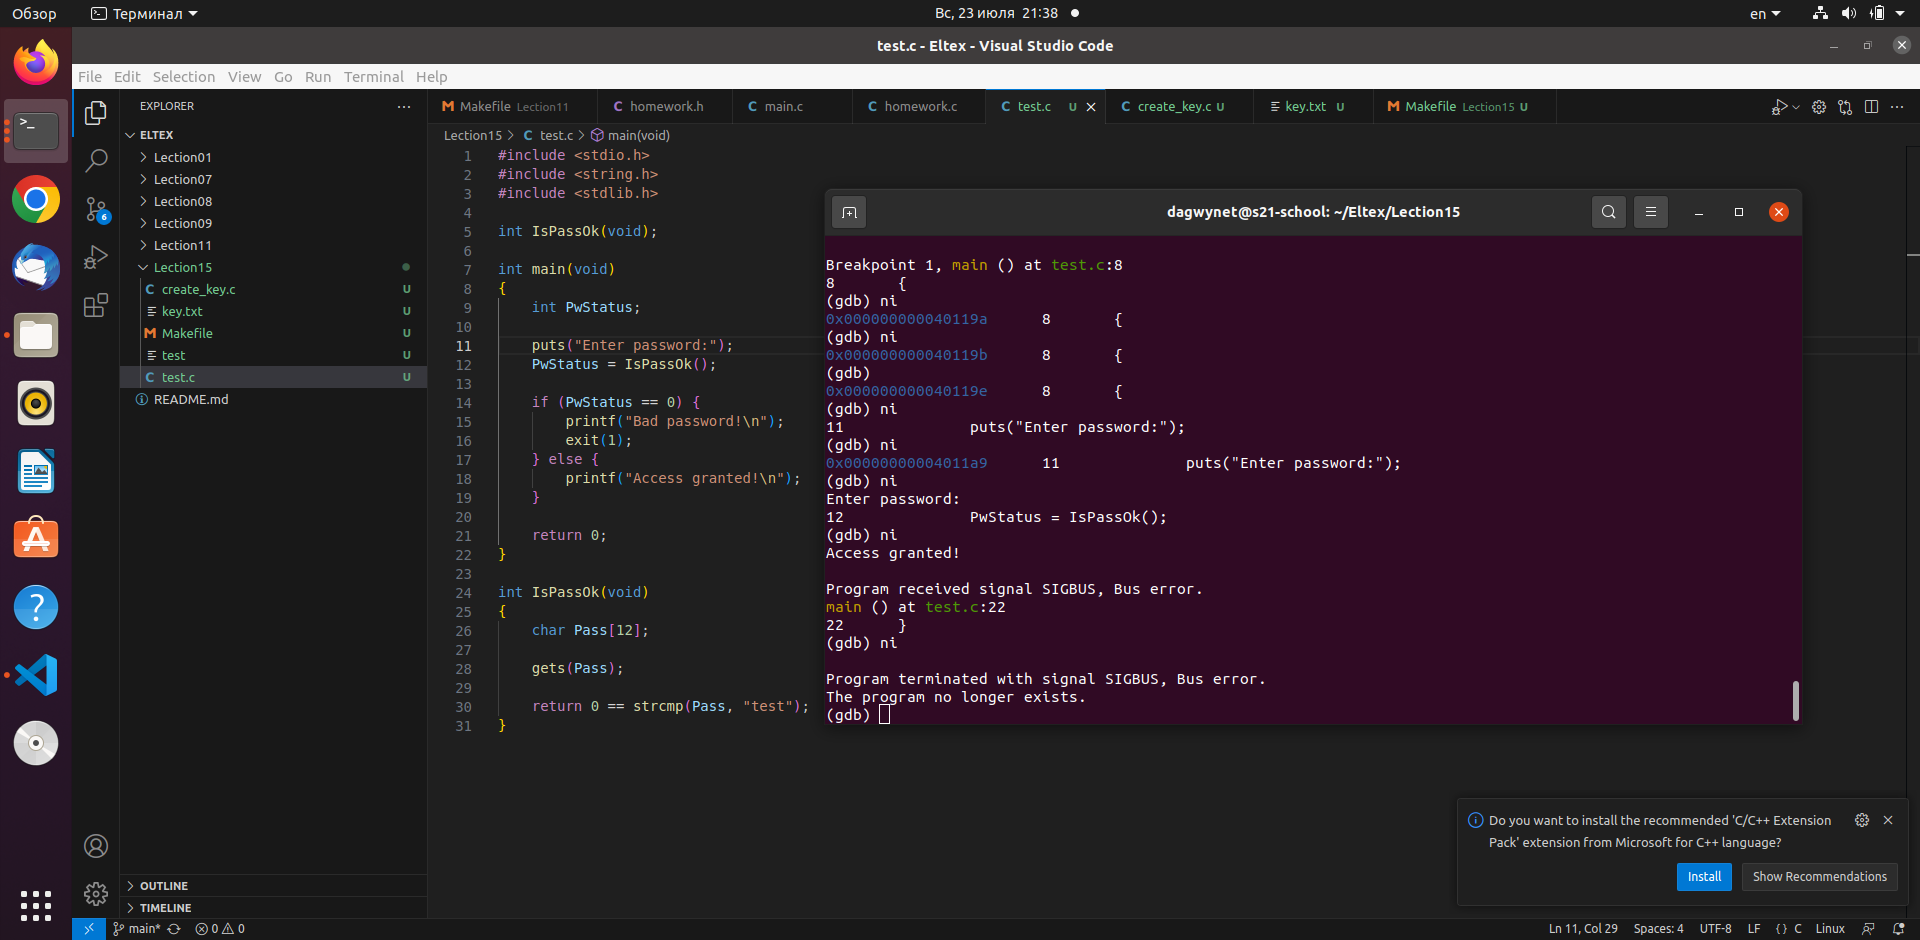 Обзор
Терминал
Вс, 23 июля 21:38
en
test.c - Eltex - Visual Studio Code
File Edit Selection View Go Run Terminal Help
EXPLORER
ELTEX
Lection01
Lection07
Lection08
Lection09
Lection11
Lection15
create_key.c U
key.txt U
Makefile U
test U
test.c U
README.md
OUTLINE
TIMELINE
6
Makefile Lection11
homework.h
main.c
homework.c
test.c U
create_key.c U
key.txt U
Makefile Lection15 U
Lection15 > test.c > main(void)
1 #include <stdio.h>
2 #include <string.h>
3 #include <stdlib.h>
4
5 int IsPassOk(void);
6
7 int main(void)
8 {
9 int PwStatus;
10
11 puts("Enter password:");
12 PwStatus = IsPassOk();
13
14 if (PwStatus == 0) {
15 printf("Bad password!\n");
16 exit(1);
17 } else {
18 printf("Access granted!\n");
19 }
20
21 return 0;
22 }
23
24 int IsPassOk(void)
25 {
26 char Pass[12];
27
28 gets(Pass);
29
30 return 0 == strcmp(Pass, "test");
31 }
dagwynet@s21-school: ~/Eltex/Lection15
Breakpoint 1, main () at test.c:8
8 {
(gdb) ni
0x000000000040119a 8 {
(gdb) ni
0x000000000040119b 8 {
(gdb)
0x000000000040119e 8 {
(gdb) ni
11 puts("Enter password:");
(gdb) ni
0x00000000004011a9 11 puts("Enter password:");
(gdb) ni
Enter password:
12 PwStatus = IsPassOk();
(gdb) ni
Access granted!
Program received signal SIGBUS, Bus error.
main () at test.c:22
22 }
(gdb) ni
Program terminated with signal SIGBUS, Bus error.
The program no longer exists.
(gdb)
Do you want to install the recommended 'C/C++ Extension
Pack' extension from Microsoft for C++ language?
Install
Show Recommendations
main* 0 0
Ln 11, Col 29 Spaces: 4 UTF-8 LF {} C Linux